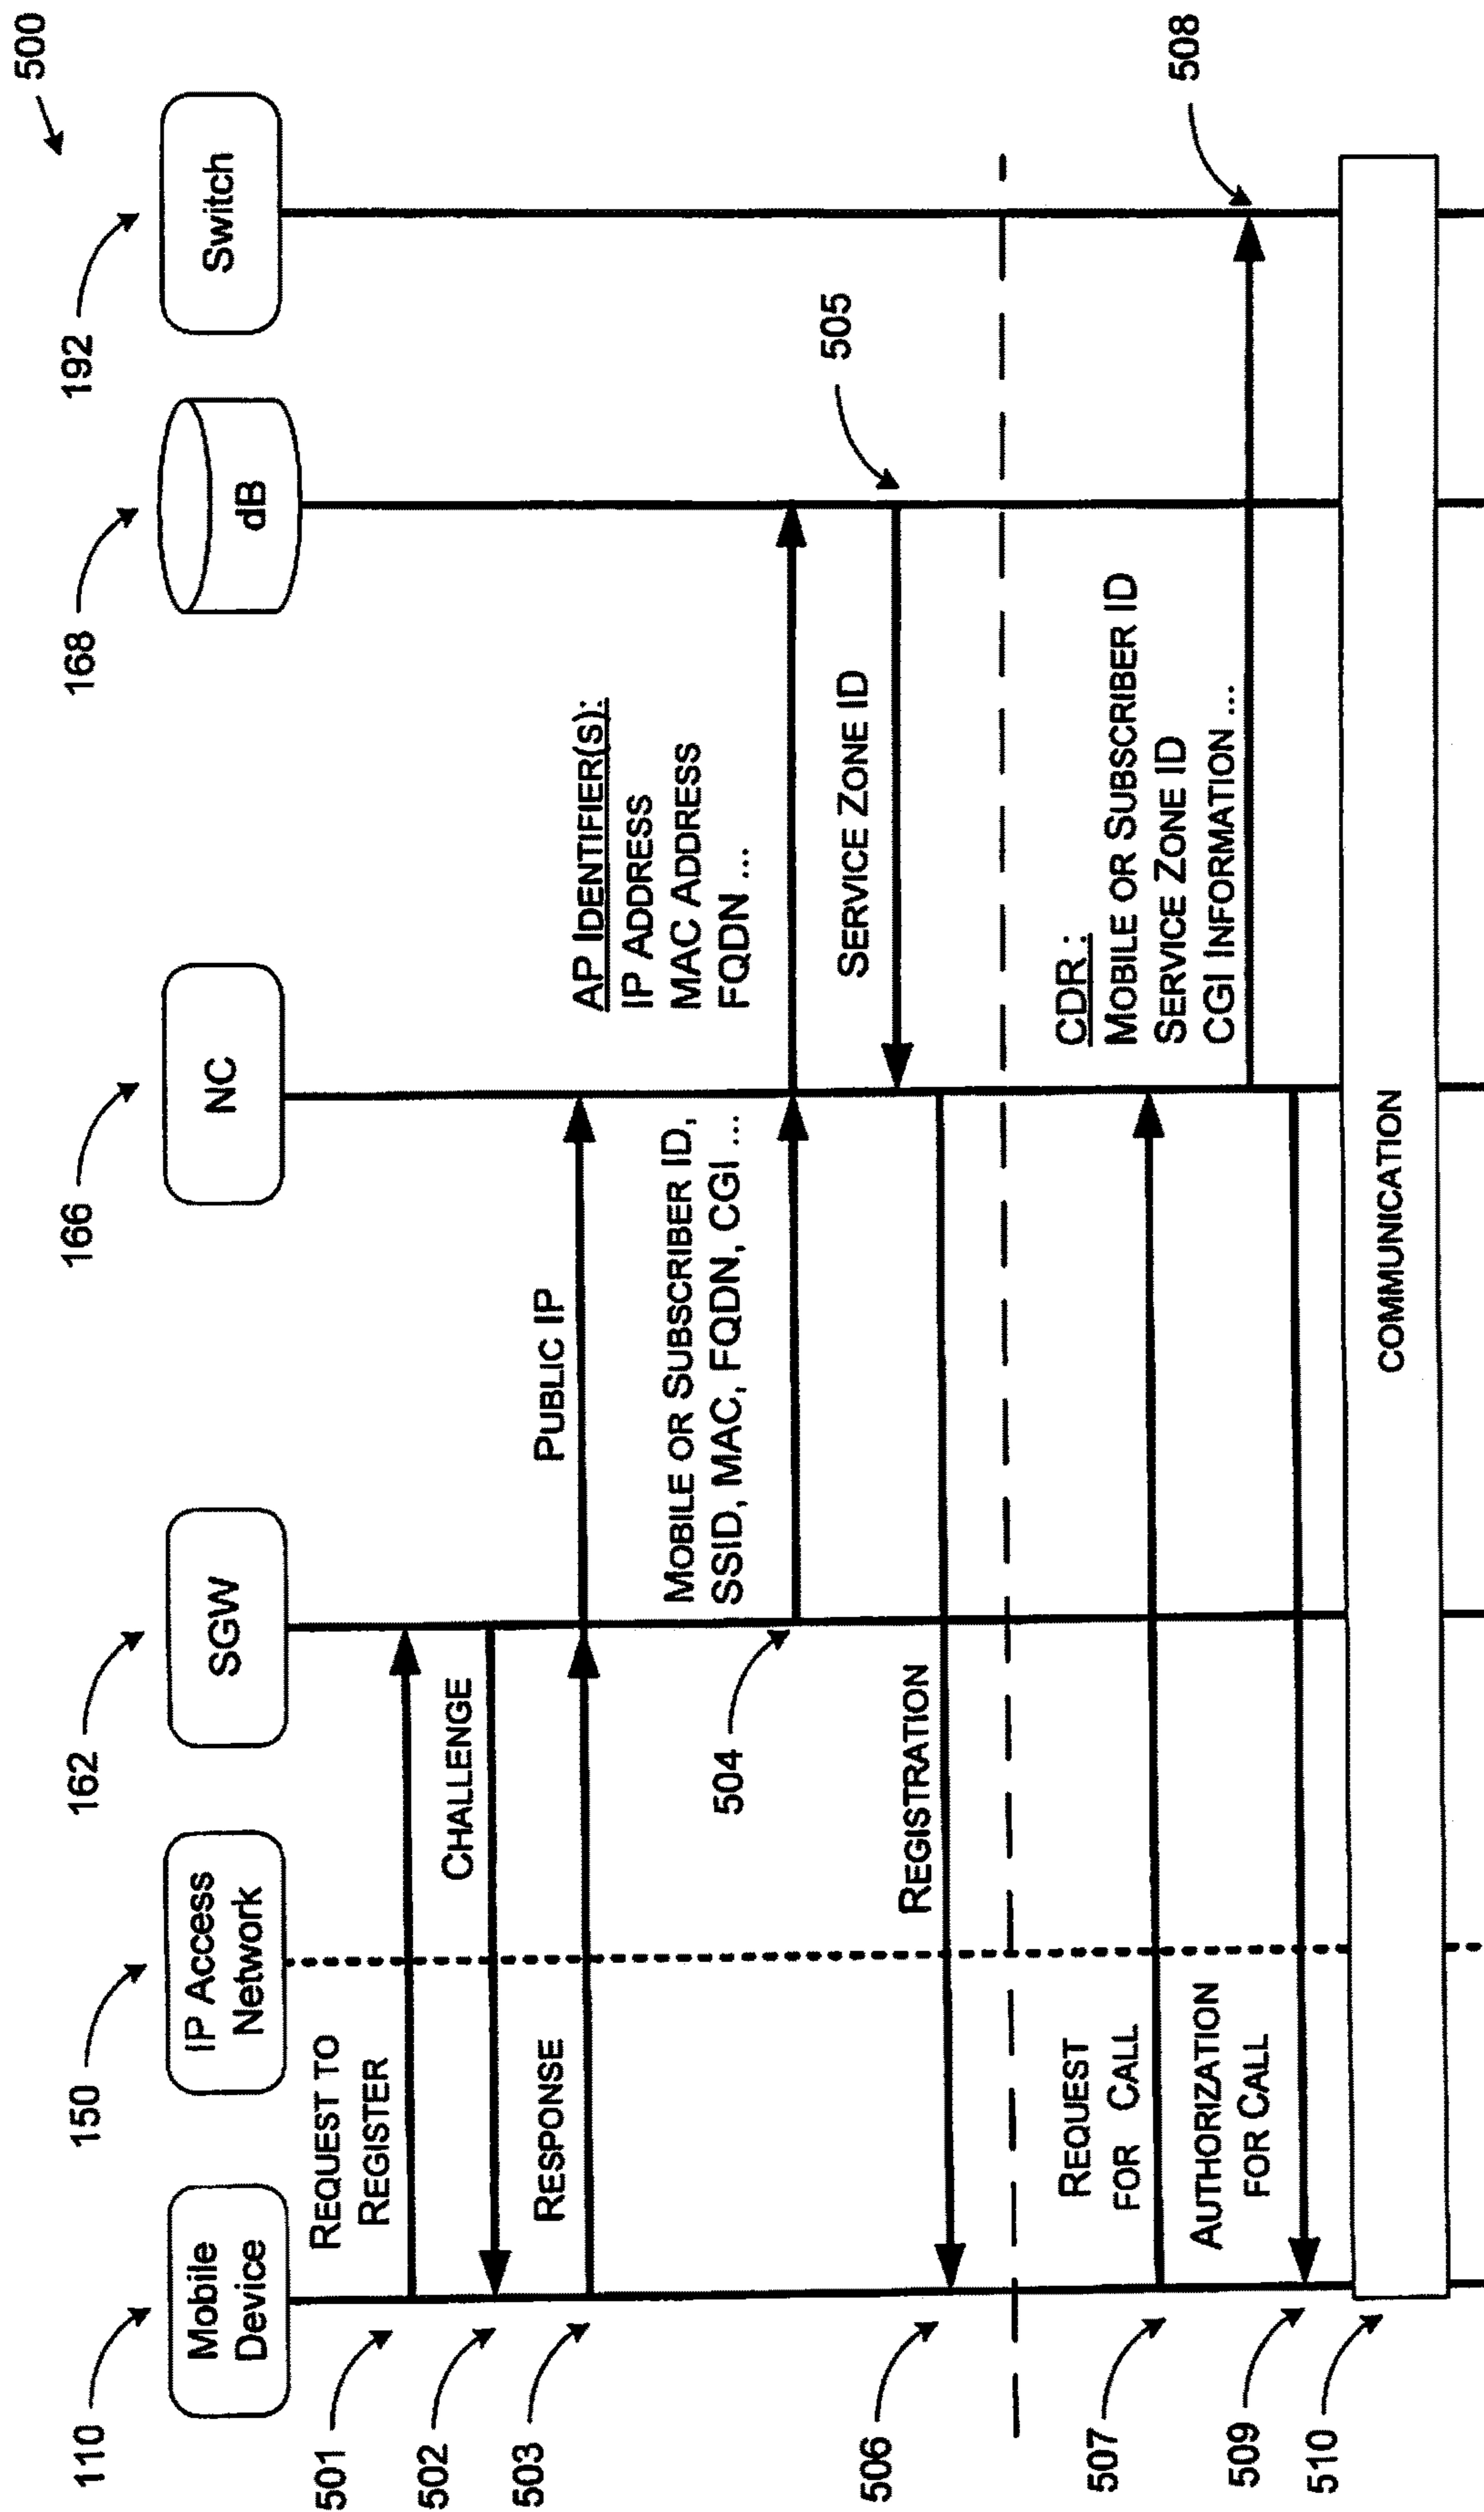 500
110
150
162
166
168
192
Mobile
Device
IP Access
Network
SGW
NC
dB
Switch
501
REQUEST TO
REGISTER
502
CHALLENGE
503
RESPONSE
PUBLIC IP
504
MOBILE OR SUBSCRIBER ID,
SSID, MAC, FQDN, CGI ...
AP IDENTIFIER(S):
IP ADDRESS
MAC ADDRESS
FQDN ...
505
SERVICE ZONE ID
506
REGISTRATION
507
REQUEST
FOR CALL
508
CDR :
MOBILE OR SUBSCRIBER ID
SERVICE ZONE ID
CGI INFORMATION ...
509
AUTHORIZATION
FOR CALL
510
COMMUNICATION